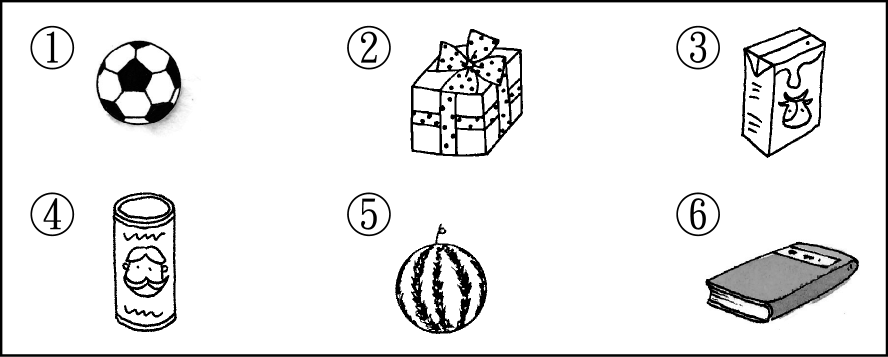 ① ② ③
④ ⑤ ⑥